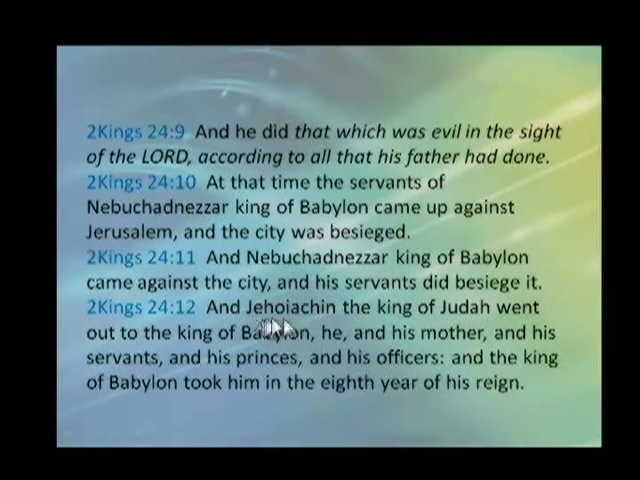 2Kings 24:9 And he did that which was evil in the sight
of the LORD, according to all that his father had done.
2Kings 24:10 At that time the servants of
Nebuchadnezzar king of Babylon came up against
Jerusalem, and the city was besieged.
2Kings 24:11 And Nebuchadnezzar king of Babylon
came against the city, and his servants did besiege it.
2Kings 24:12 And Jehoiachin the king of Judah went
out to the king of Babylon, he, and his mother, and his
servants, and his princes, and his officers: and the king
of Babylon took him in the eighth year of his reign.